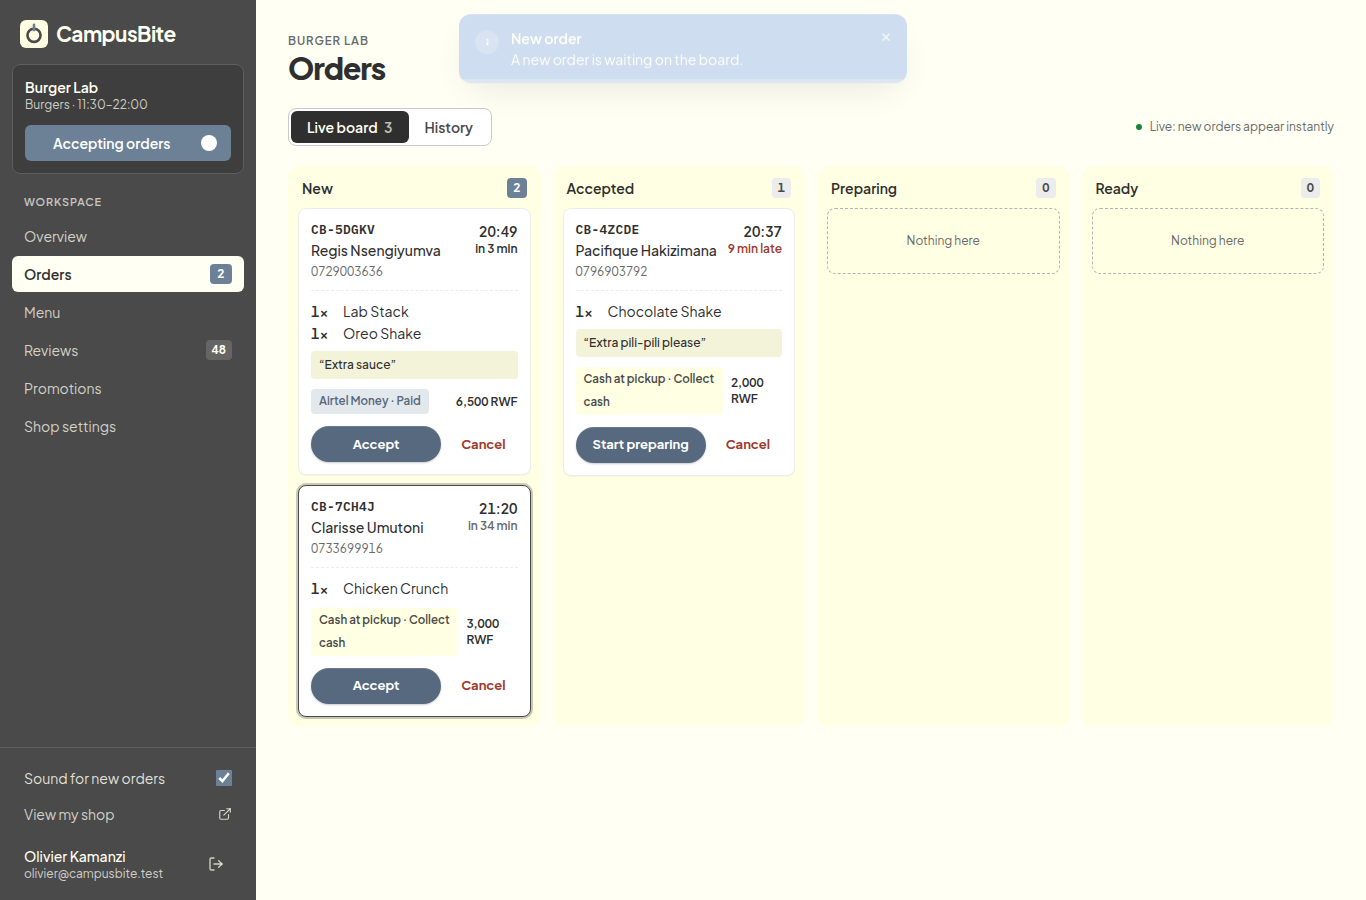 CampusBite
Burger Lab
Burgers · 11:30–22:00
Accepting orders
WORKSPACE
Overview
Orders 2
Menu
Reviews 48
Promotions
Shop settings
Sound for new orders
View my shop
Olivier Kamanzi
olivier@campusbite.test
BURGER LAB
Orders
New order
A new order is waiting on the board.
Live board 3
History
Live: new orders appear instantly
New 2
CB-5DGKV 20:49
Regis Nsengiyumva in 3 min
0729003636
1× Lab Stack
1× Oreo Shake
“Extra sauce”
Airtel Money · Paid 6,500 RWF
Accept Cancel
CB-7CH4J 21:20
Clarisse Umutoni in 34 min
0733699916
1× Chicken Crunch
Cash at pickup · Collect
cash
3,000
RWF
Accept Cancel
Accepted 1
CB-4ZCDE 20:37
Pacifique Hakizimana 9 min late
0796903792
1× Chocolate Shake
“Extra pili-pili please”
Cash at pickup · Collect
cash
2,000
RWF
Start preparing Cancel
Preparing 0
Nothing here
Ready 0
Nothing here